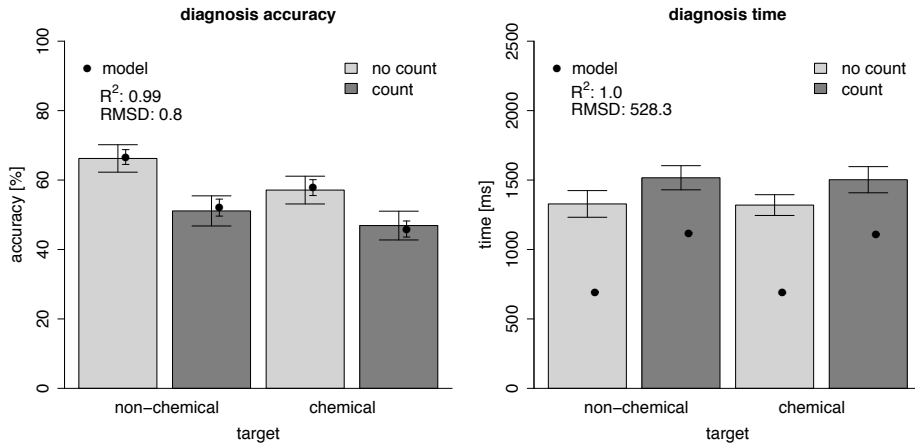 diagnosis accuracy
100
80
60
40
20
0
accuracy [%]
model
R²: 0.99
RMSD: 0.8
no count
count
non−chemical
chemical
target
diagnosis time
2500
2000
1500
1000
500
0
time [ms]
model
R²: 1.0
RMSD: 528.3
no count
count
non−chemical
chemical
target